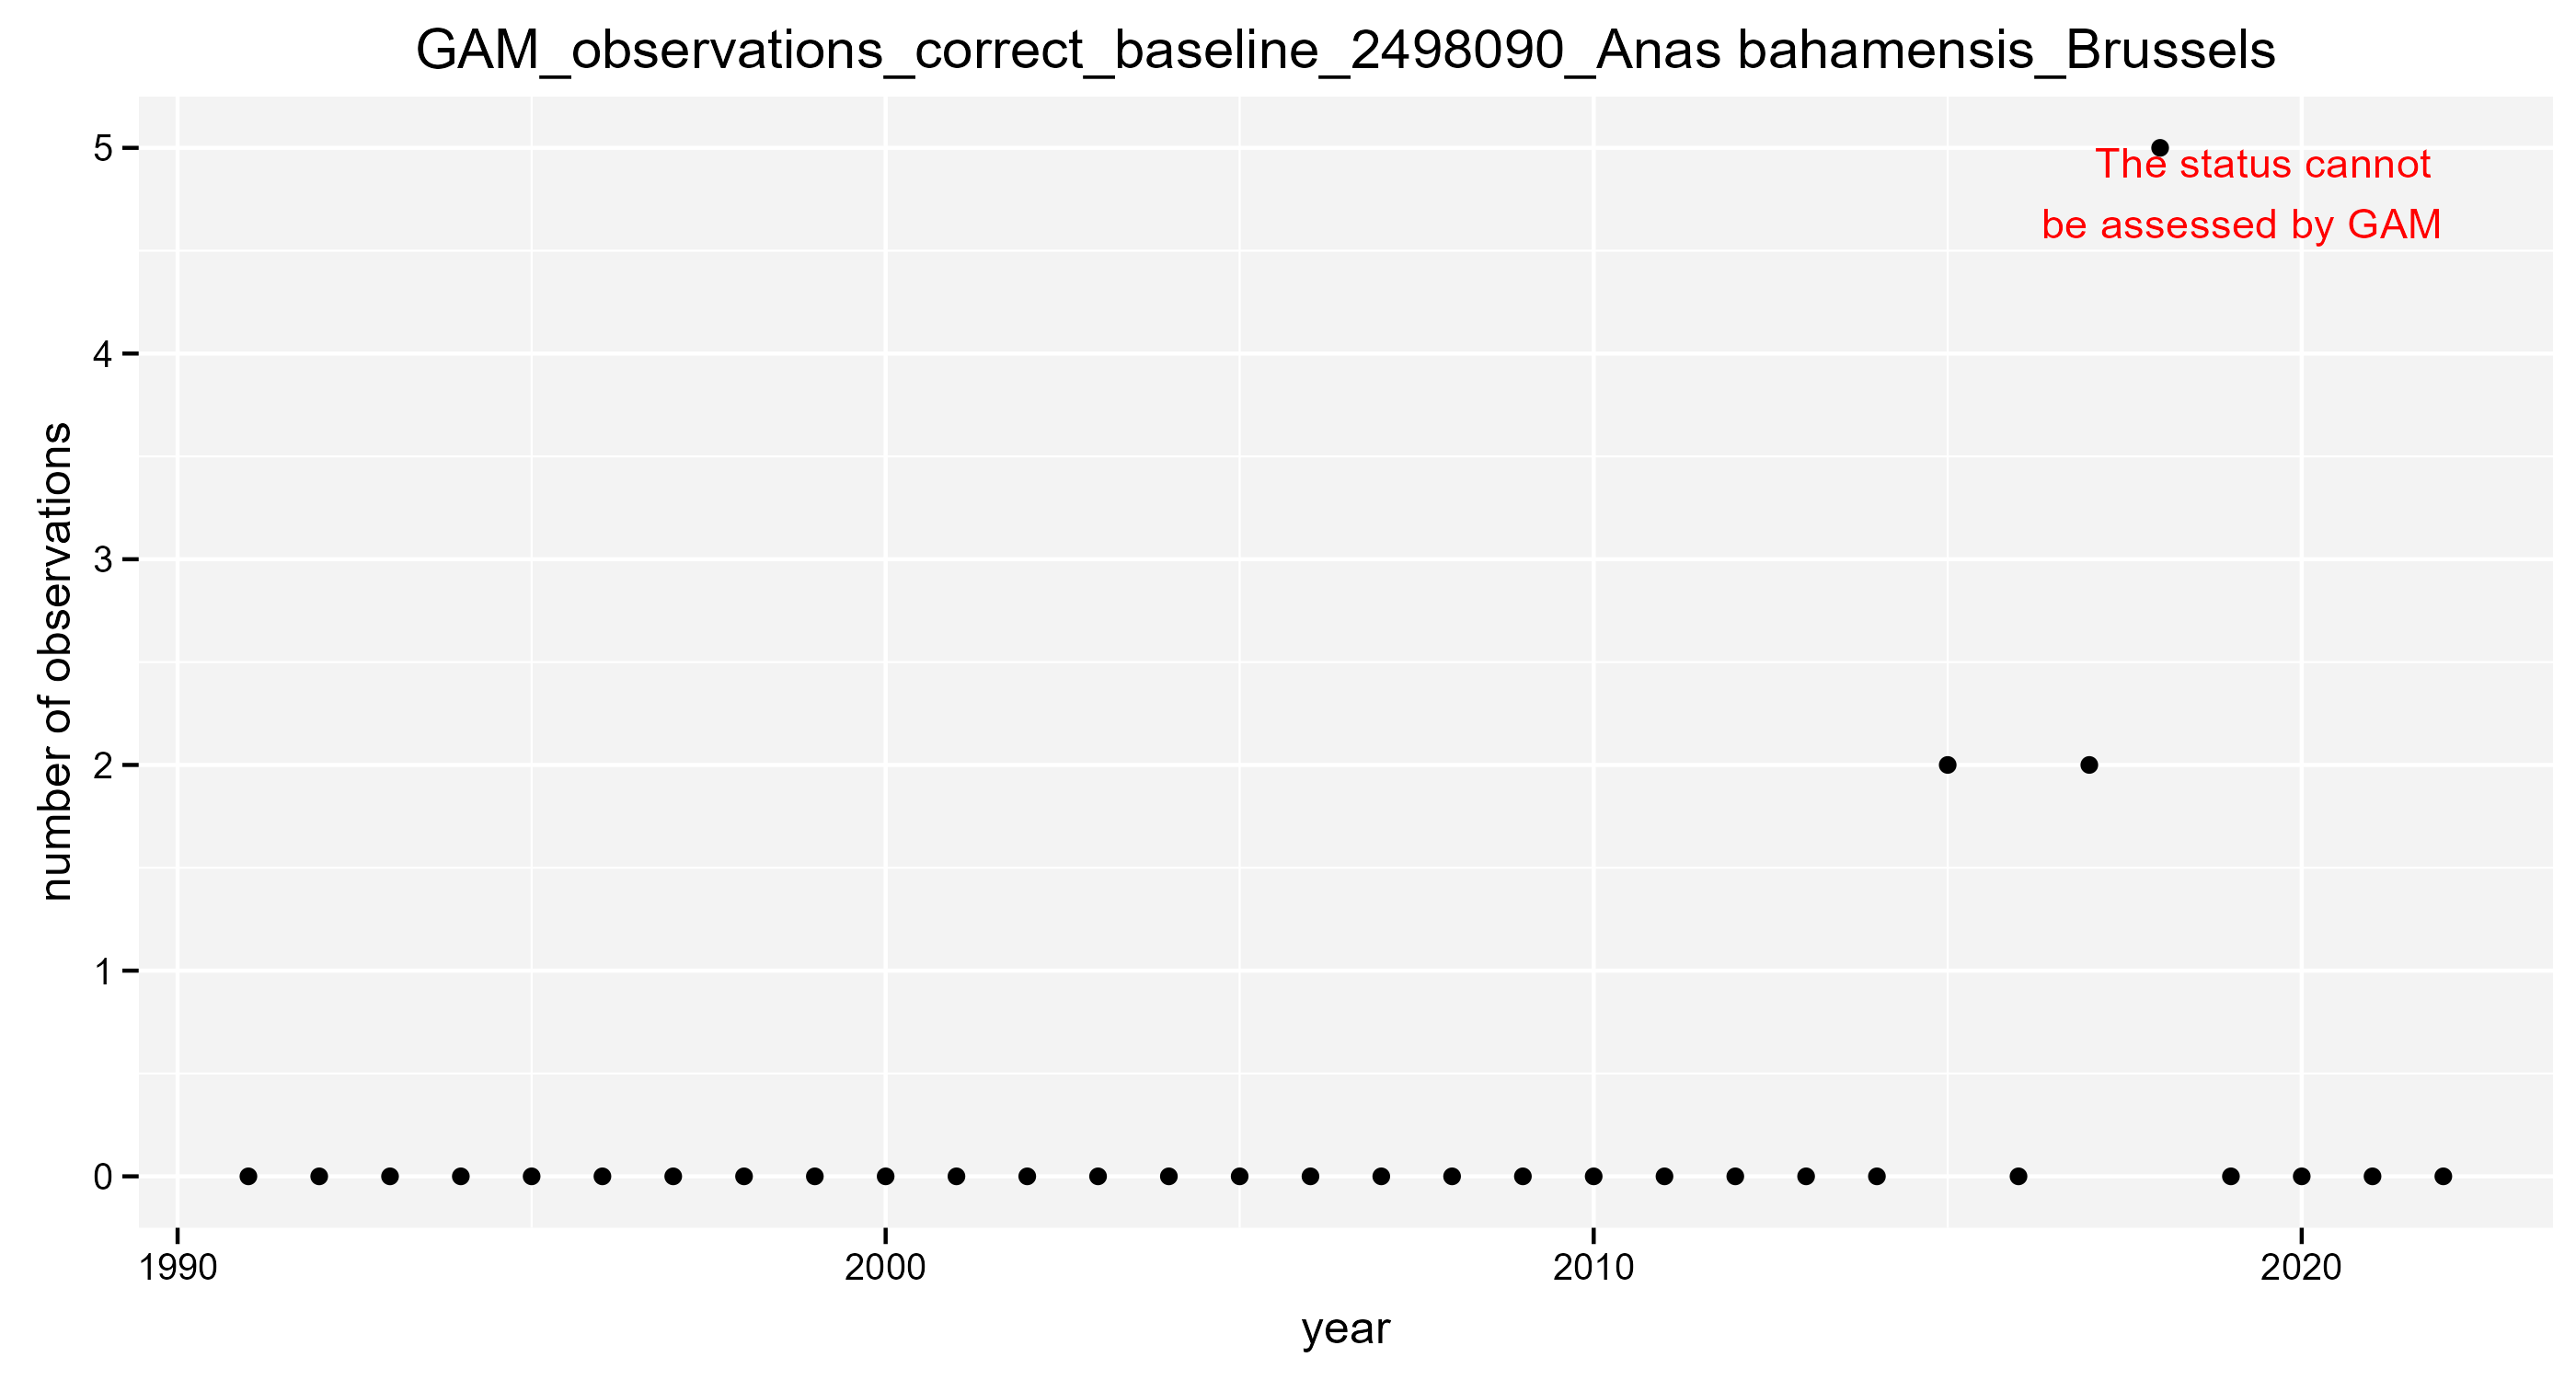 GAM_observations_correct_baseline_2498090_Anas bahamensis_Brussels
5
The status cannot
be assessed by GAM
4
3
number of observations
2
1
0
1990
2000
2010
2020
year